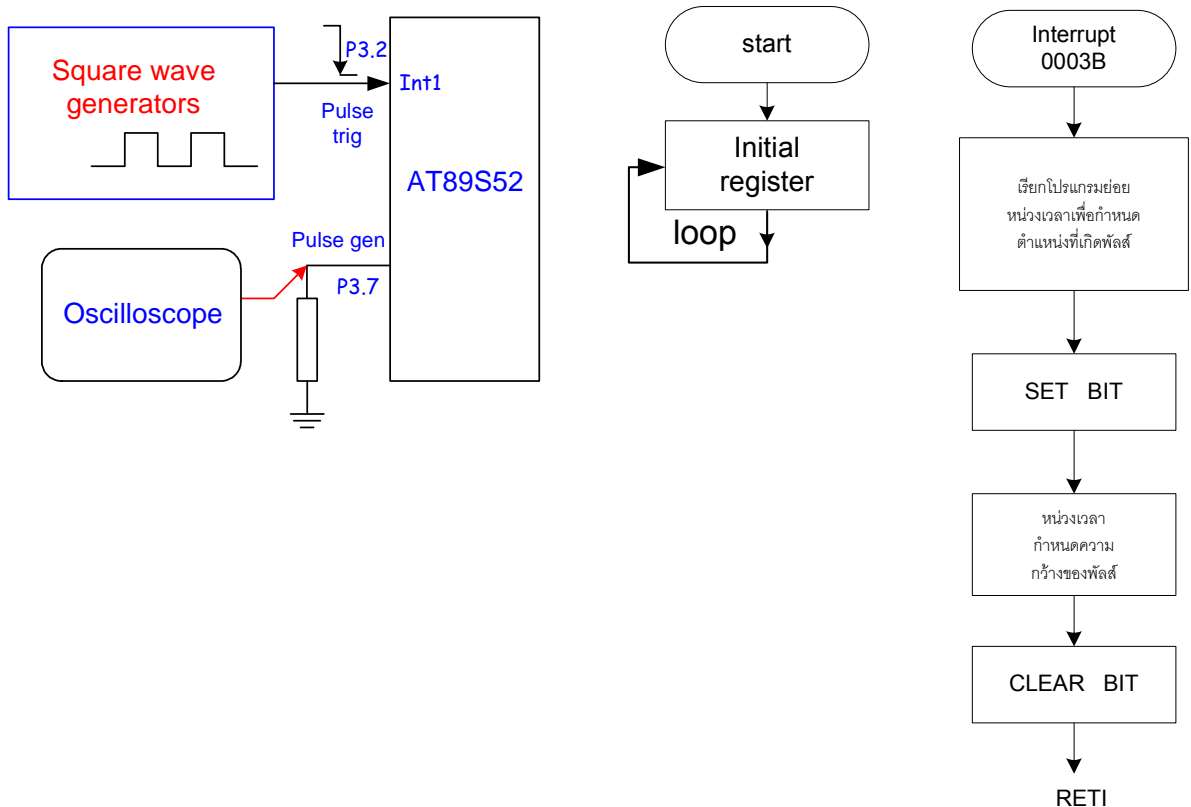 Square wave
generators
P3.2
Int1
Pulse
trig
AT89S52
Pulse gen
P3.7
Oscilloscope
start
Initial
register
loop
Interrupt
0003B
เรียกโปรแกรมย่อย
หน่วงเวลาเพื่อกำหนด
ตำแหน่งที่เกิดพัลส์
SET BIT
หน่วงเวลา
กำหนดความ
กว้างของพัลส์
CLEAR BIT
RETI